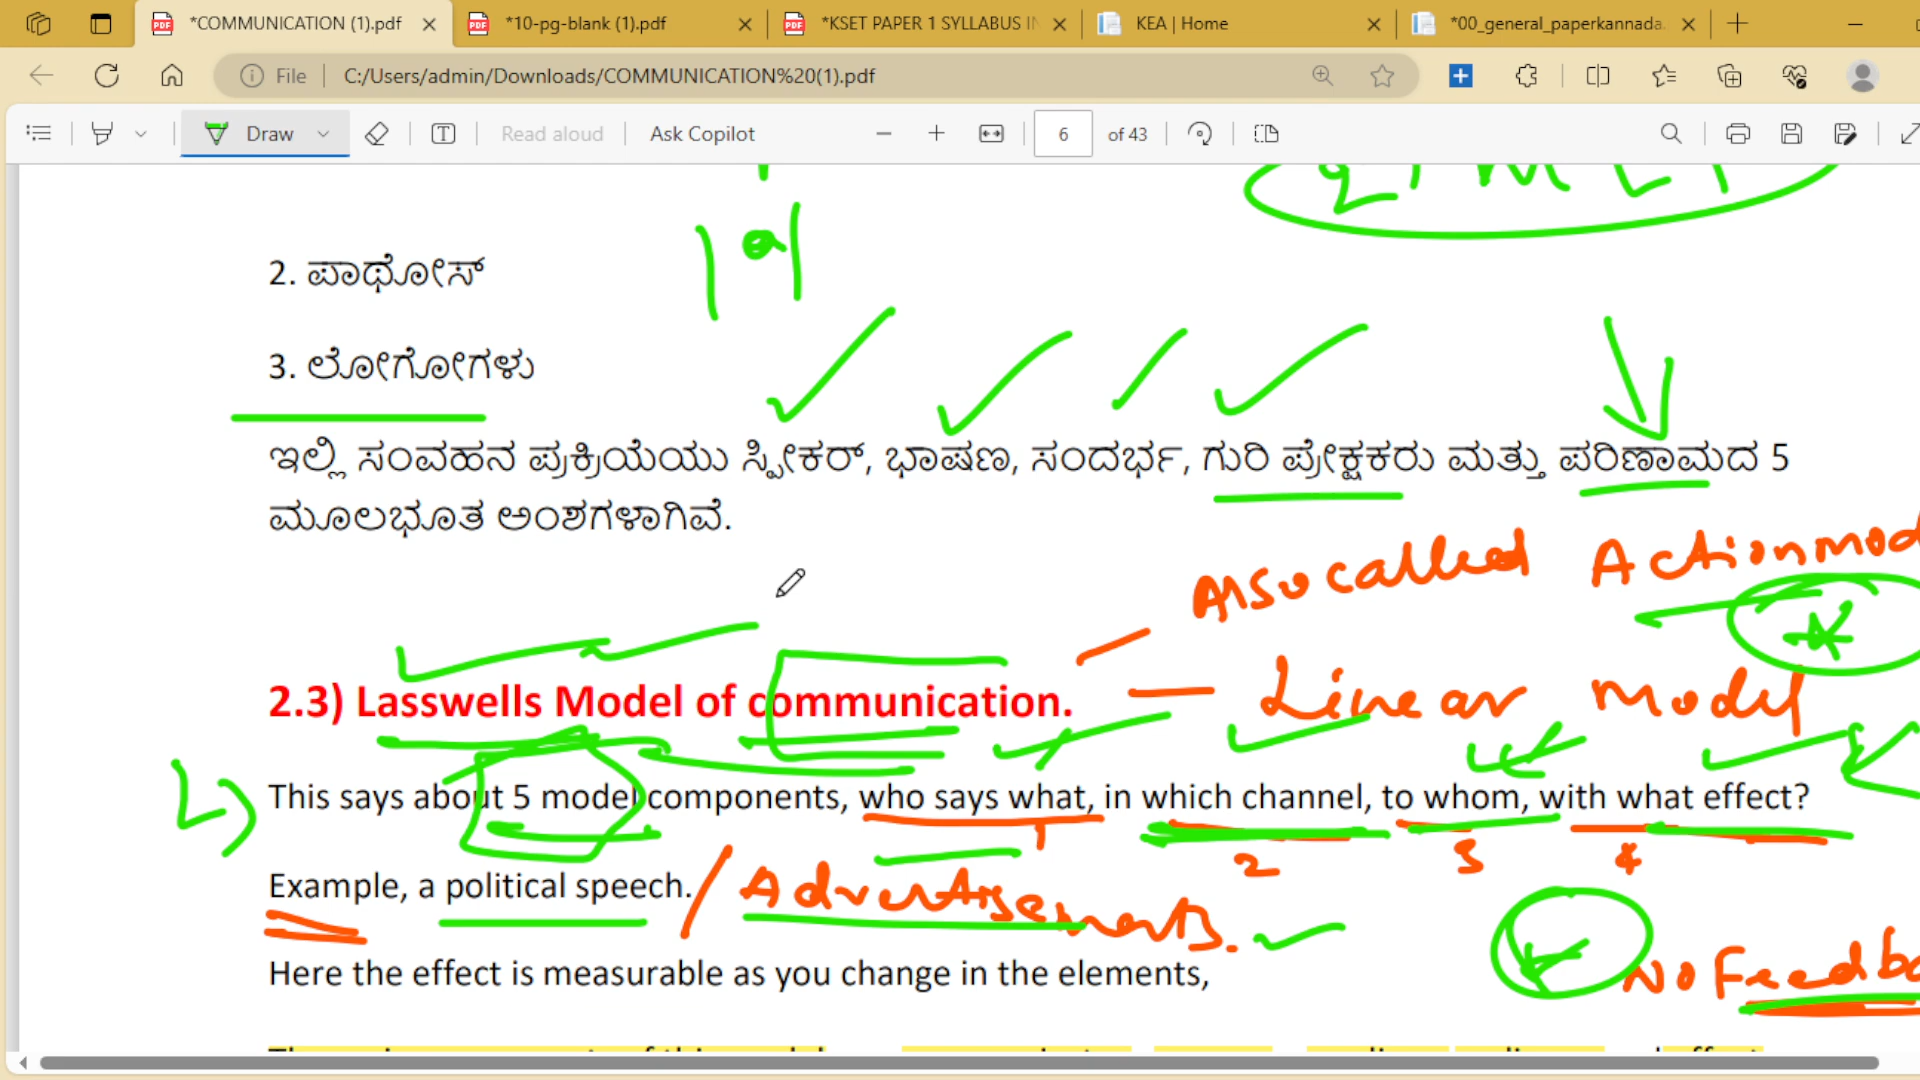 *COMMUNICATION (1).pdf
*10-pg-blank (1).pdf
*KSET PAPER 1 SYLLABUS IN
KEA | Home
*00_general_paperkannada.
File
C:/Users/admin/Downloads/COMMUNICATION%20(1).pdf
Draw
Read aloud
Ask Copilot
6 of 43
2. ಪಾಥೋಸ್
3. ಲೋಗೋಗಳು
ಇಲ್ಲಿ ಸಂವಹನ ಪ್ರಕ್ರಿಯೆಯು ಸ್ಪೀಕರ್, ಭಾಷಣ, ಸಂದರ್ಭ, ಗುರಿ ಪ್ರೇಕ್ಷಕರು ಮತ್ತು ಪರಿಣಾಮದ 5
ಮೂಲಭೂತ ಅಂಶಗಳಾಗಿವೆ.
Also called Action mod
2.3) Lasswells Model of communication.
Linear Model
This says about 5 model components, who says what, in which channel, to whom, with what effect?
1 2 3 4
Example, a political speech.
/ Advertisements.
Here the effect is measurable as you change in the elements,
No Feedba